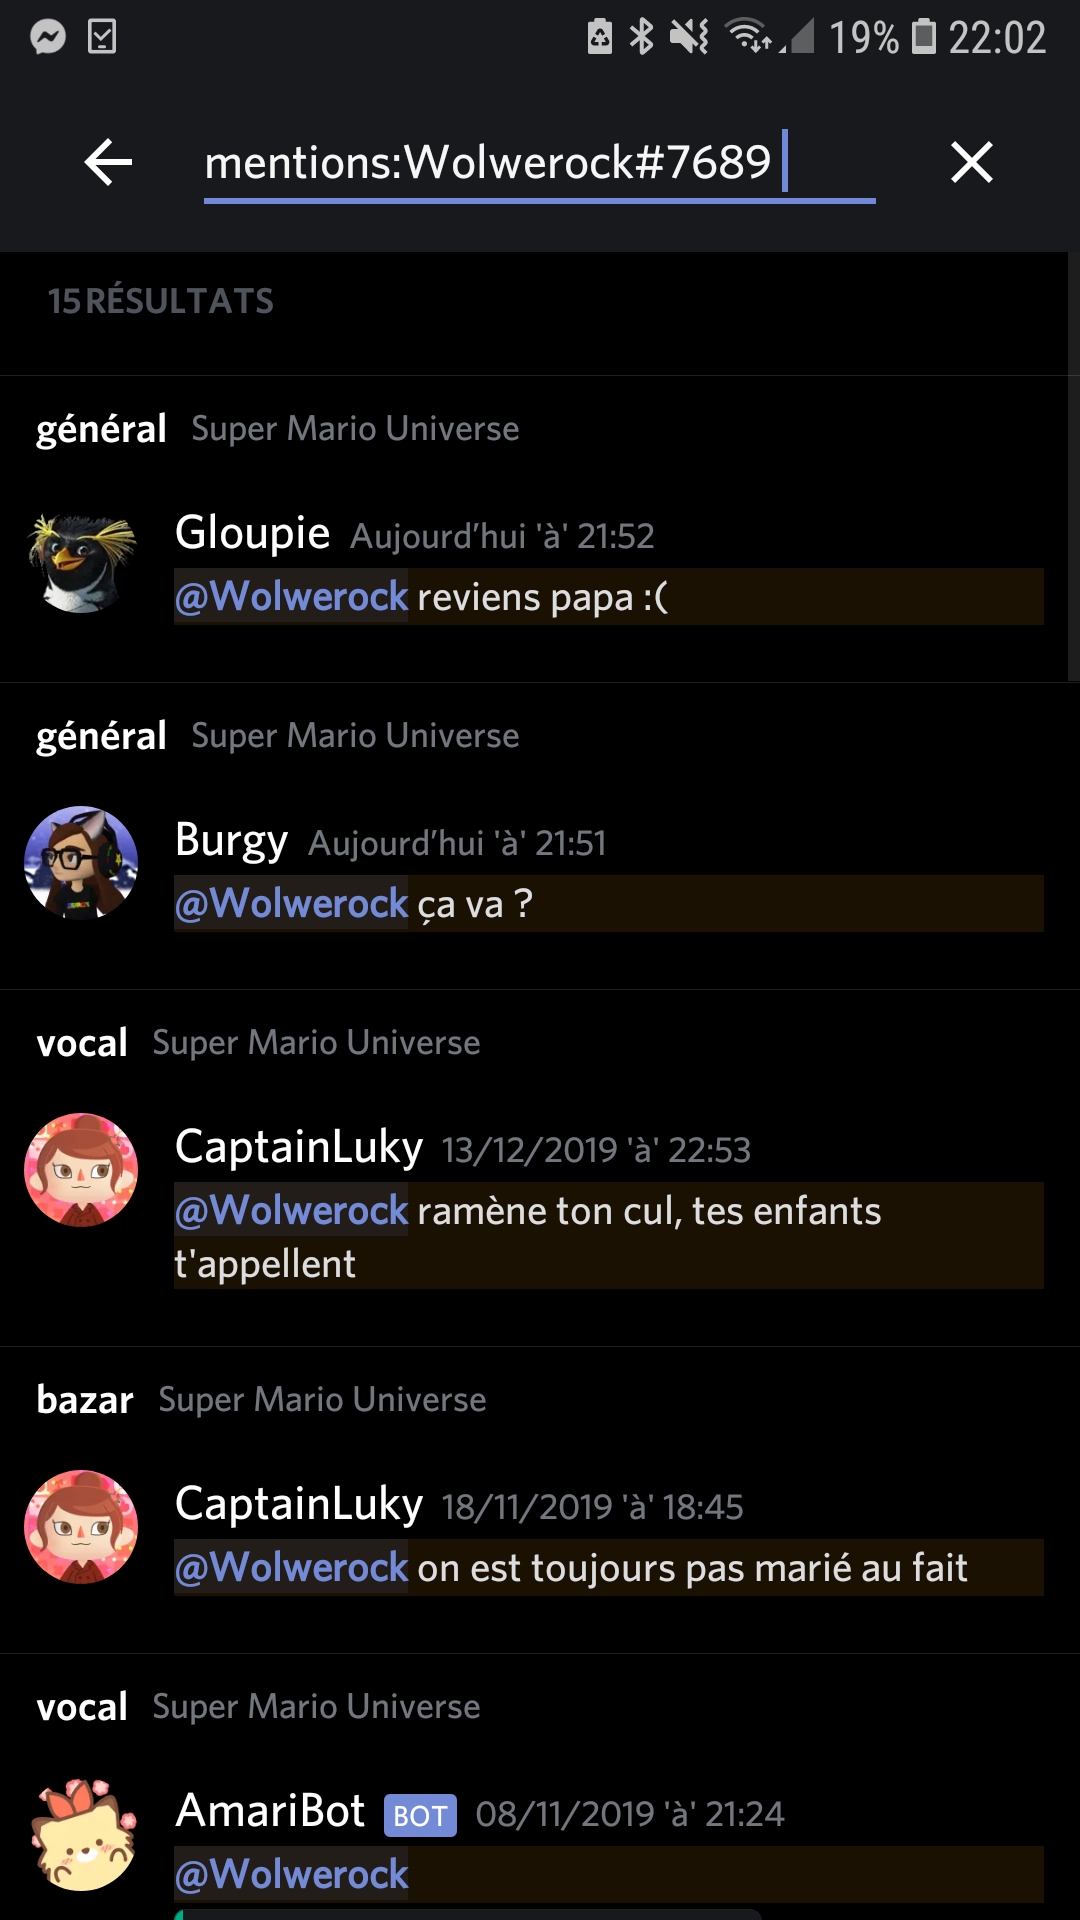 19% 22:02
mentions:Wolwerock#7689
15 RÉSULTATS
général Super Mario Universe
Gloupie Aujourd’hui 'à' 21:52
@Wolwerock reviens papa :(
général Super Mario Universe
Burgy Aujourd’hui 'à' 21:51
@Wolwerock ça va ?
vocal Super Mario Universe
CaptainLuky 13/12/2019 'à' 22:53
@Wolwerock ramène ton cul, tes enfants
t'appellent
bazar Super Mario Universe
CaptainLuky 18/11/2019 'à' 18:45
@Wolwerock on est toujours pas marié au fait
vocal Super Mario Universe
AmariBot BOT 08/11/2019 'à' 21:24
@Wolwerock